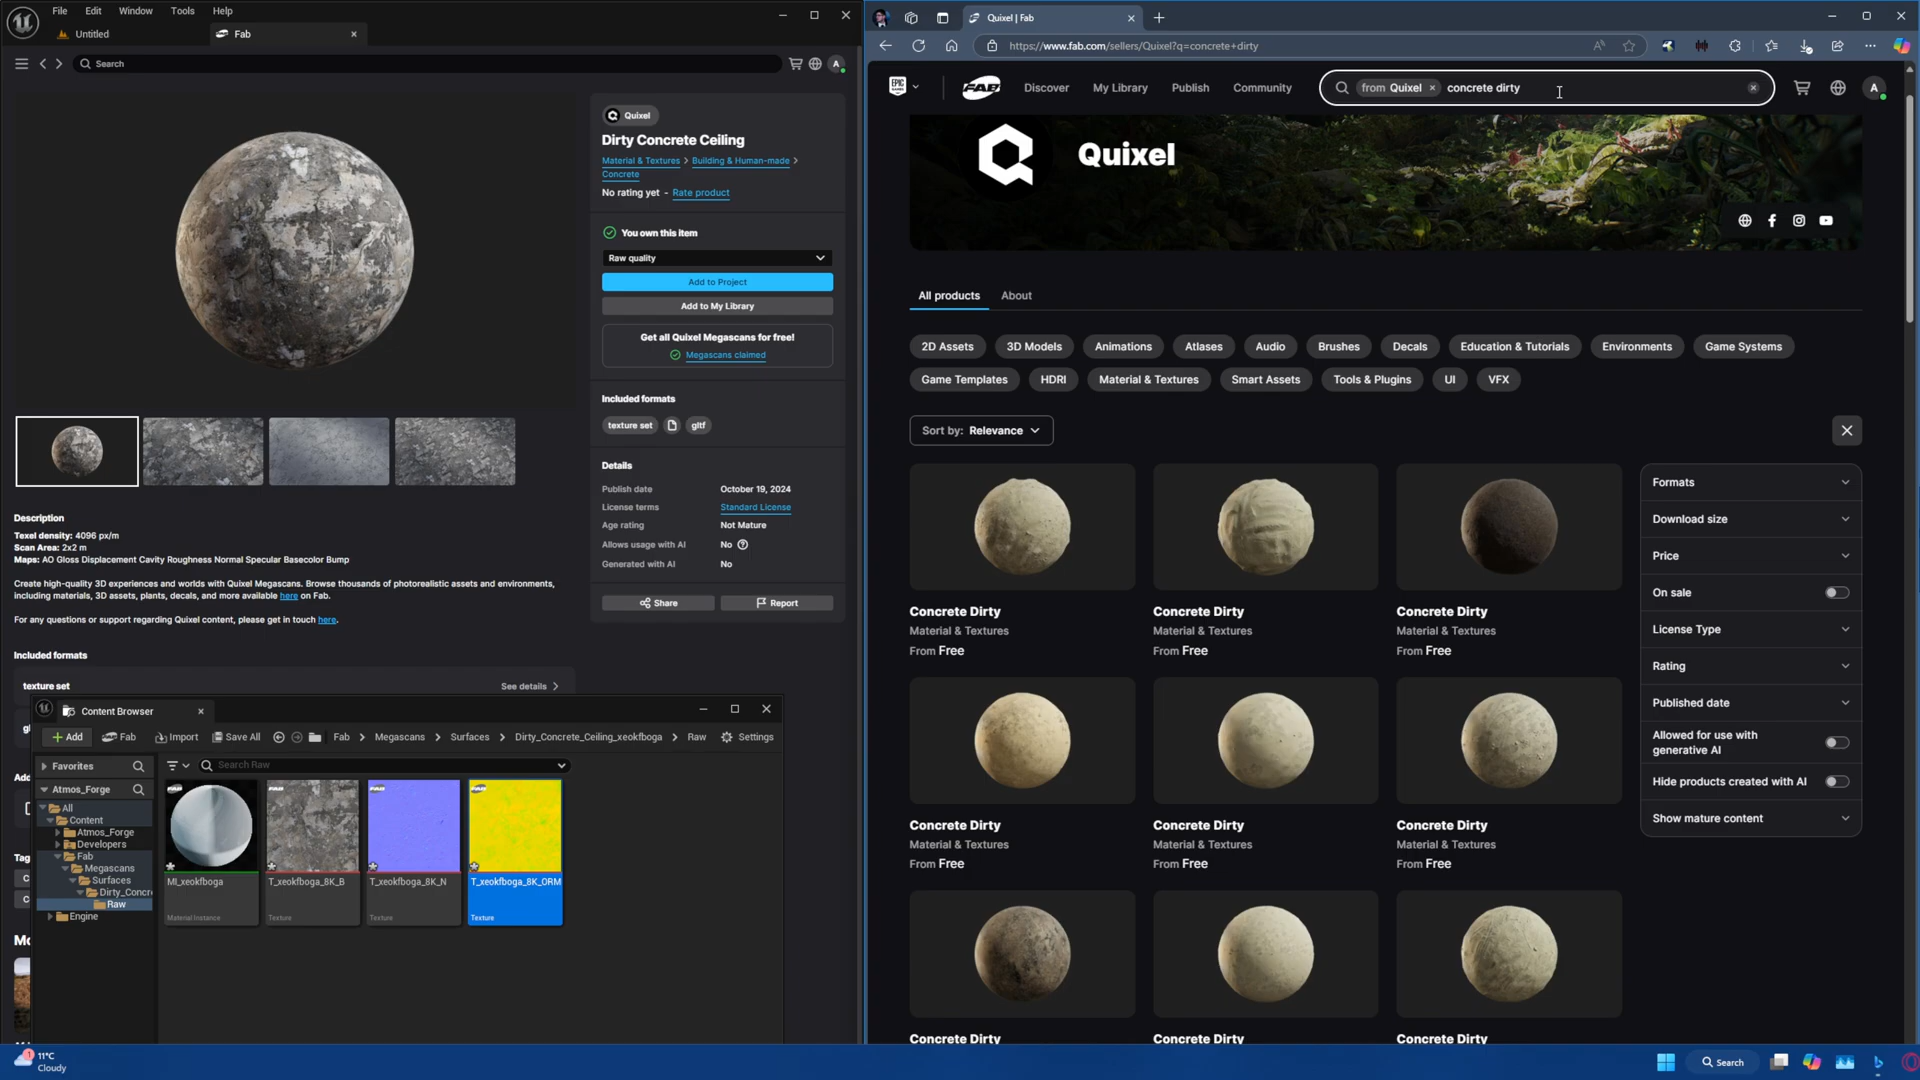 File Edit Window Tools Help
Untitled
Fab
Search
A
Quixel
Dirty Concrete Ceiling
Material & Textures > Building & Human-made >
Concrete
No rating yet - Rate product
You own this item
Raw quality
Add to Project
Add to My Library
Get all Quixel Megascans for free!
Megascans claimed
Included formats
texture set
gltf
Details
Publish date October 19, 2024
License terms Standard License
Age rating Not Mature
Allows usage with AI No
Generated with AI No
Share
Report
Description
Texel density: 4096 px/m
Scan Area: 2x2 m
Maps: AO Gloss Displacement Cavity Roughness Normal Specular Basecolor Bump
Create high-quality 3D experiences and worlds with Quixel Megascans. Browse thousands of photorealistic assets and environments,
including materials, 3D assets, plants, decals, and more available here on Fab.
For any questions or support regarding Quixel content, please get in touch here.
Included formats
texture set
See details >
Content Browser
Add
Fab
Import
Save All
Fab > Megascans > Surfaces > Dirty_Concrete_Ceiling_xeokfboga > Raw
Settings
Favorites
Search Raw
Atmos_Forge
All
Content
Atmos_Forge
Developers
Fab
Megascans
Surfaces
Dirty_Concr
Raw
Engine
MI_xeokfboga
Material Instance
T_xeokfboga_8K_B
Texture
T_xeokfboga_8K_N
Texture
T_xeokfboga_8K_ORM
Texture
Quixel | Fab
https://www.fab.com/sellers/Quixel?q=concrete+dirty
EPIC GAMES
FAB
Discover
My Library
Publish
Community
from Quixel × concrete dirty
A
Quixel
All products
About
2D Assets
3D Models
Animations
Atlases
Audio
Brushes
Decals
Education & Tutorials
Environments
Game Systems
Game Templates
HDRI
Material & Textures
Smart Assets
Tools & Plugins
UI
VFX
Sort by: Relevance
Concrete Dirty
Material & Textures
From Free
Concrete Dirty
Material & Textures
From Free
Concrete Dirty
Material & Textures
From Free
Concrete Dirty
Material & Textures
From Free
Concrete Dirty
Material & Textures
From Free
Concrete Dirty
Material & Textures
From Free
Concrete Dirty
Concrete Dirty
Concrete Dirty
Formats
Download size
Price
On sale
License Type
Rating
Published date
Allowed for use with
generative AI
Hide products created with AI
Show mature content
1
11°C
Cloudy
Search